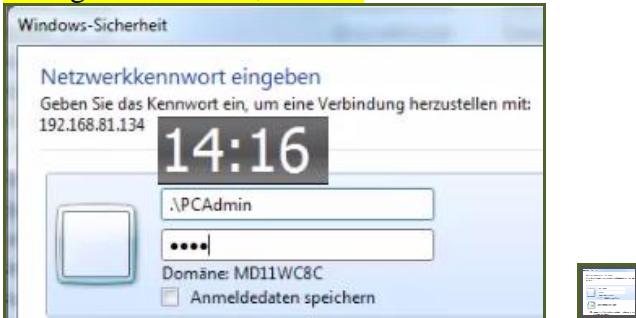 Windows-Sicherheit
Netzwerkkennwort eingeben
Geben Sie das Kennwort ein, um eine Verbindung herzustellen mit:
192.168.81.134
14:16
.\PCAdmin
••••
Domäne: MD11WC8C
Anmeldedaten speichern